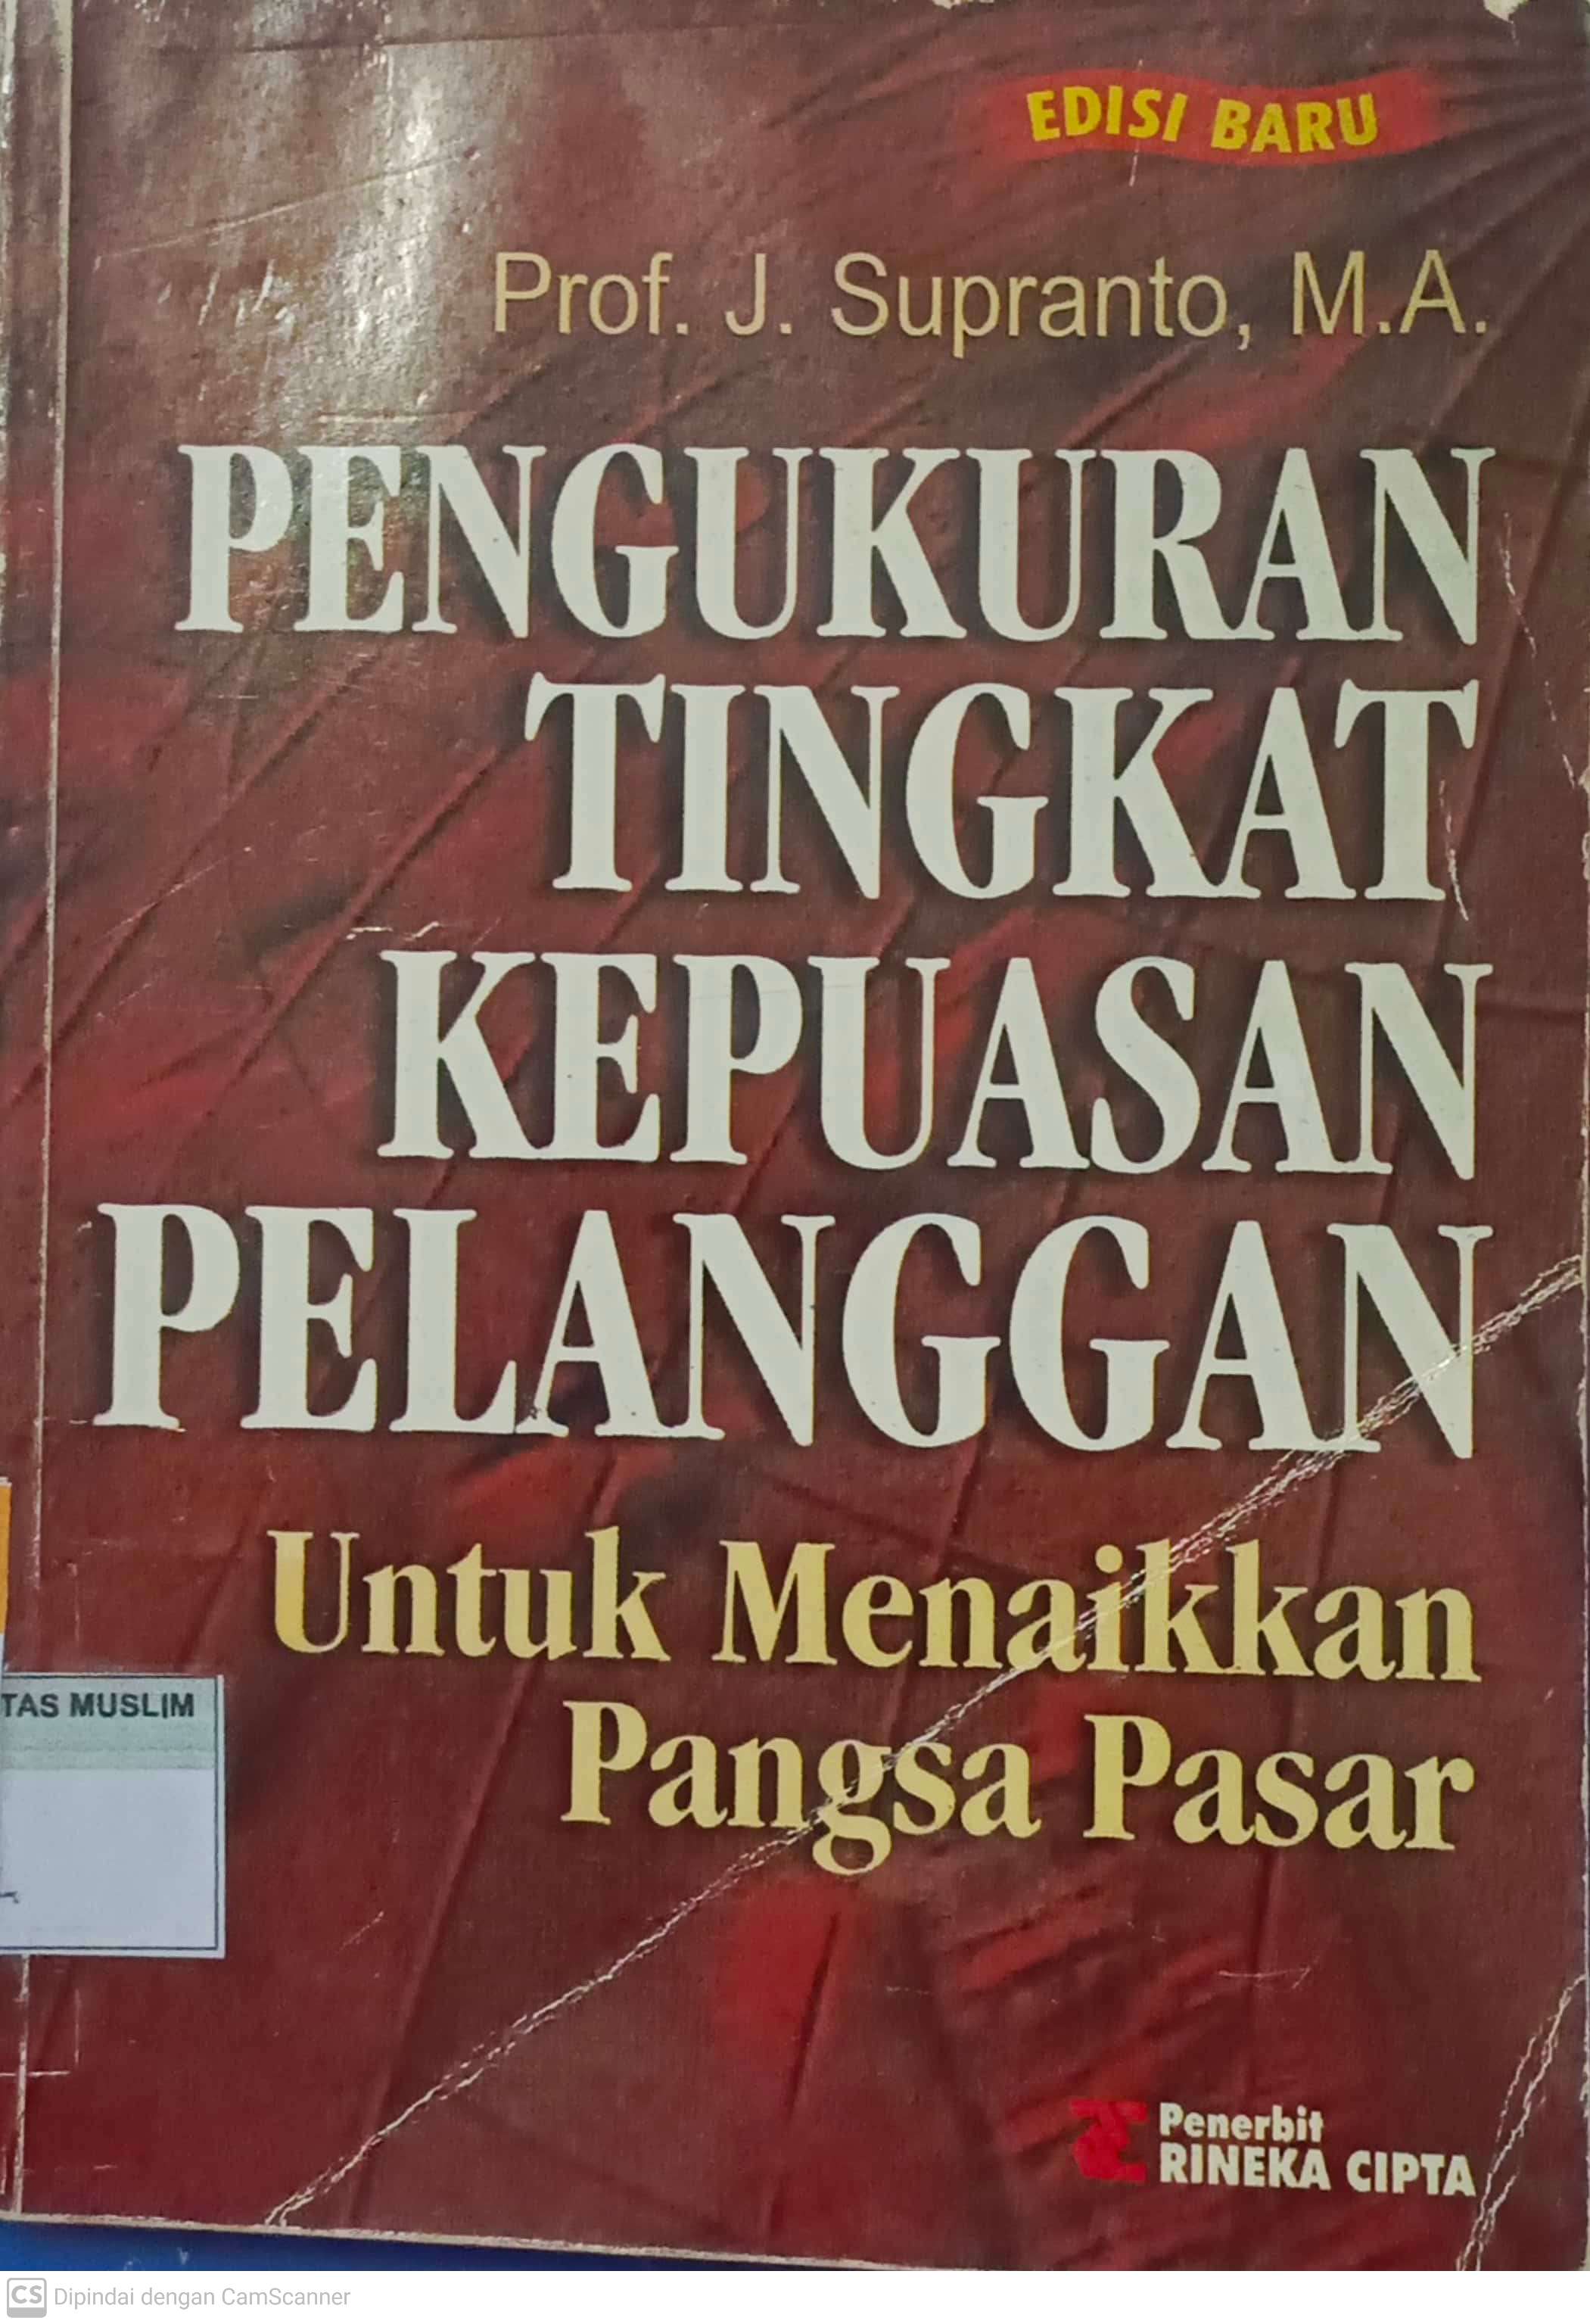 EDISI BARU
Prof. J. Supranto, M.A.
PENGUKURAN
TINGKAT
KEPUASAN
PELANGGAN
Untuk Menaikkan
Pangsa Pasar
TAS MUSLIM
Penerbit
RINEKA CIPTA
CS Dipindai dengan CamScanner